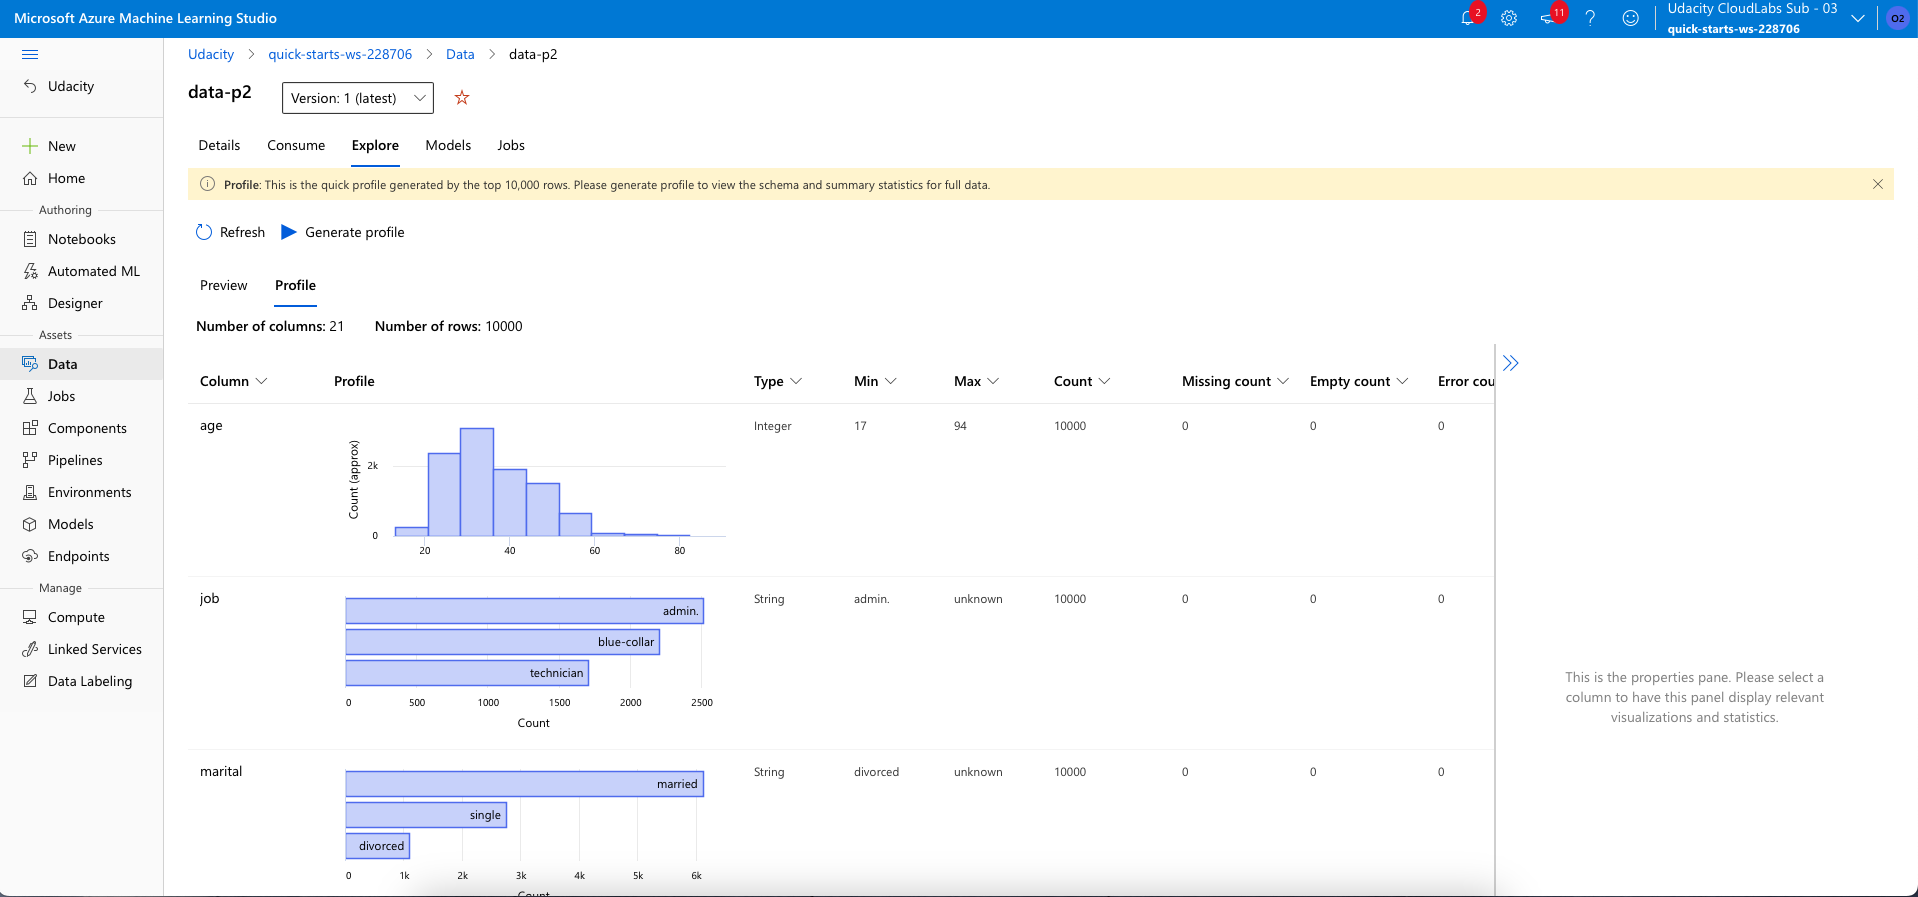 Microsoft Azure Machine Learning Studio
2
11
Udacity CloudLabs Sub - 03
quick-starts-ws-228706
O2
Udacity
Udacity > quick-starts-ws-228706 > Data > data-p2
data-p2
Version: 1 (latest)
New
Home
Authoring
Notebooks
Automated ML
Designer
Assets
Data
Jobs
Components
Pipelines
Environments
Models
Endpoints
Manage
Compute
Linked Services
Data Labeling
Details Consume Explore Models Jobs
Profile: This is the quick profile generated by the top 10,000 rows. Please generate profile to view the schema and summary statistics for full data.
Refresh Generate profile
Preview Profile
Number of columns: 21 Number of rows: 10000
Column Profile Type Min Max Count Missing count Empty count Error cou
age Integer 17 94 10000 0 0 0
Count (approx)
2k
0
20 40 60 80
job String admin. unknown 10000 0 0 0
admin.
blue-collar
technician
0 500 1000 1500 2000 2500
Count
marital String divorced unknown 10000 0 0 0
married
single
divorced
0 1k 2k 3k 4k 5k 6k
Count
This is the properties pane. Please select a
column to have this panel display relevant
visualizations and statistics.